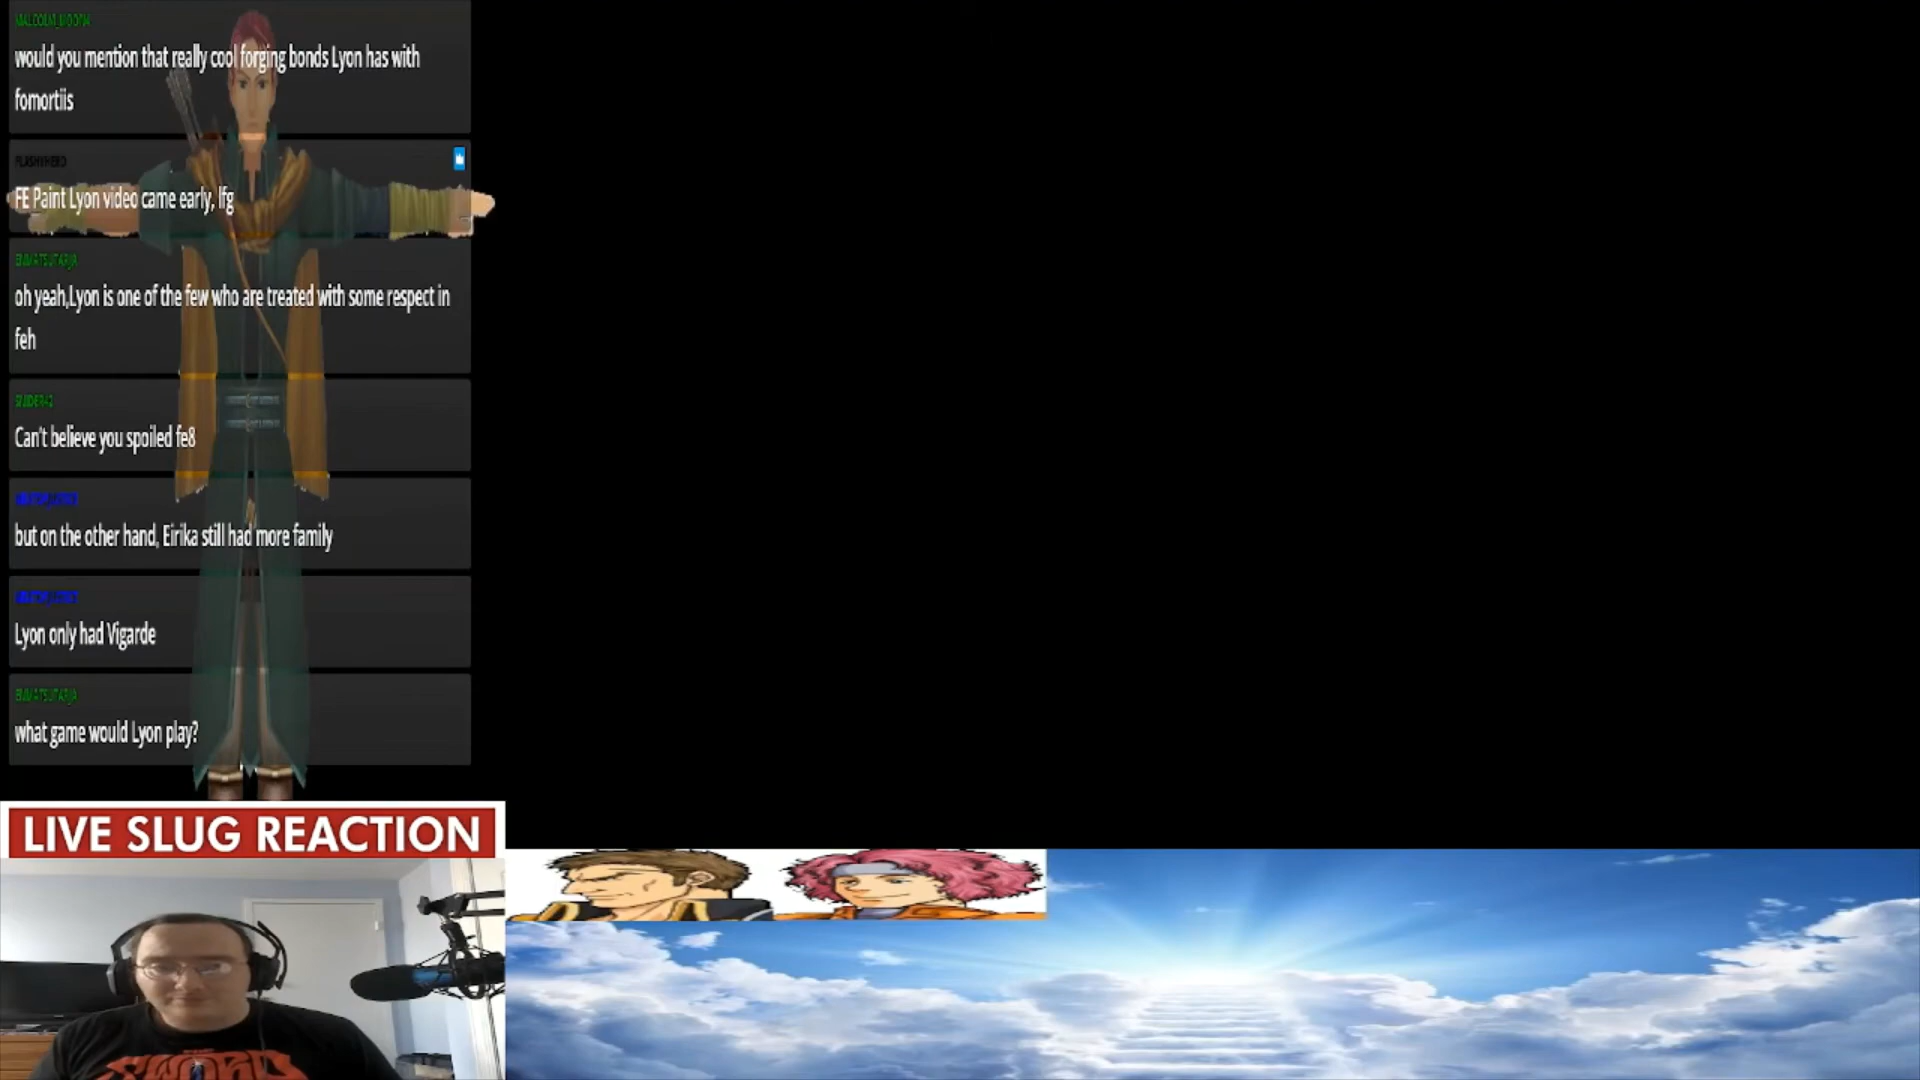 would you mention that really cool forging bonds Lyon has with
fomortiis
FLASHYHERO
FE Paint Lyon video came early, lfg
oh yeah,Lyon is one of the few who are treated with some respect in
feh
Can't believe you spoiled fe8
but on the other hand, Eirika still had more family
Lyon only had Vigarde
what game would Lyon play?
LIVE SLUG REACTION
SWORD